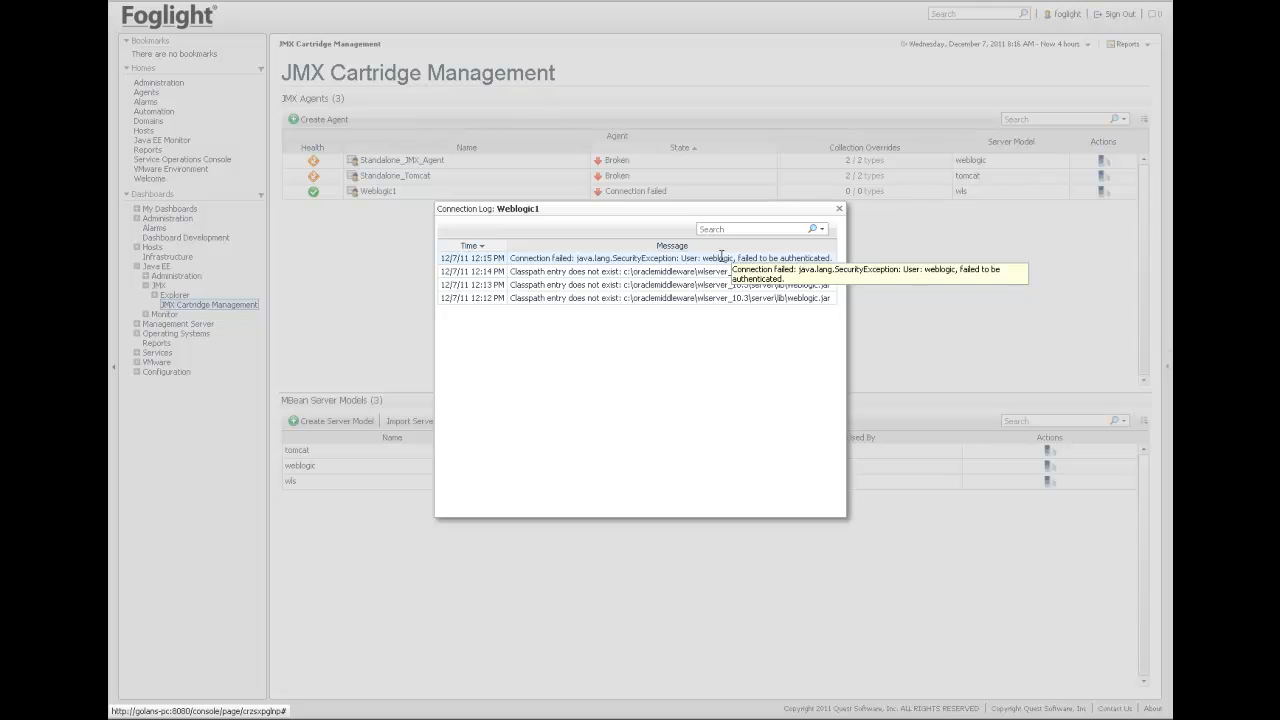 Foglight®
Search
foglight
Sign Out
0
Bookmarks
There are no bookmarks
Homes
Administration
Agents
Alarms
Automation
Domains
Hosts
Java EE Monitor
Reports
Service Operations Console
VMware Environment
Welcome
Dashboards
My Dashboards
Administration
Alarms
Dashboard Development
Hosts
Infrastructure
Java EE
Administration
JMX
Explorer
JMX Cartridge Management
Monitor
Management Server
Operating Systems
Reports
Services
VMware
Configuration
JMX Cartridge Management
Wednesday, December 7, 2011 8:16 AM - Now 4 hours
Reports
JMX Cartridge Management
JMX Agents (3)
Create Agent
Search
Agent
Health Name State Collection Overrides Server Model Actions
Standalone_JMX_Agent Broken 2 / 2 types weblogic
Standalone_Tomcat Broken 2 / 2 types tomcat
Weblogic1 Connection failed 0 / 0 types wls
Connection Log: Weblogic1
Search
Time Message
12/7/11 12:15 PM Connection failed: java.lang.SecurityException: User: weblogic, failed to be authenticated.
12/7/11 12:14 PM Classpath entry does not exist: c:\oraclemiddleware\wlserver_
Connection failed: java.lang.SecurityException: User: weblogic, failed to be
authenticated.
12/7/11 12:13 PM Classpath entry does not exist: c:\oraclemiddleware\wlserver_10.3\server\lib\weblogic.jar
12/7/11 12:12 PM Classpath entry does not exist: c:\oraclemiddleware\wlserver_10.3\server\lib\weblogic.jar
MBean Server Models (3)
Create Server Model Import Serve
Search
Name sed By Actions
tomcat
weblogic
wls
http://golans-pc:8080/console/page/crzsxpglnp#
Copyright 2011 Quest Software, Inc. ALL RIGHTS RESERVED Copyright Quest Software, Inc Contact Us About